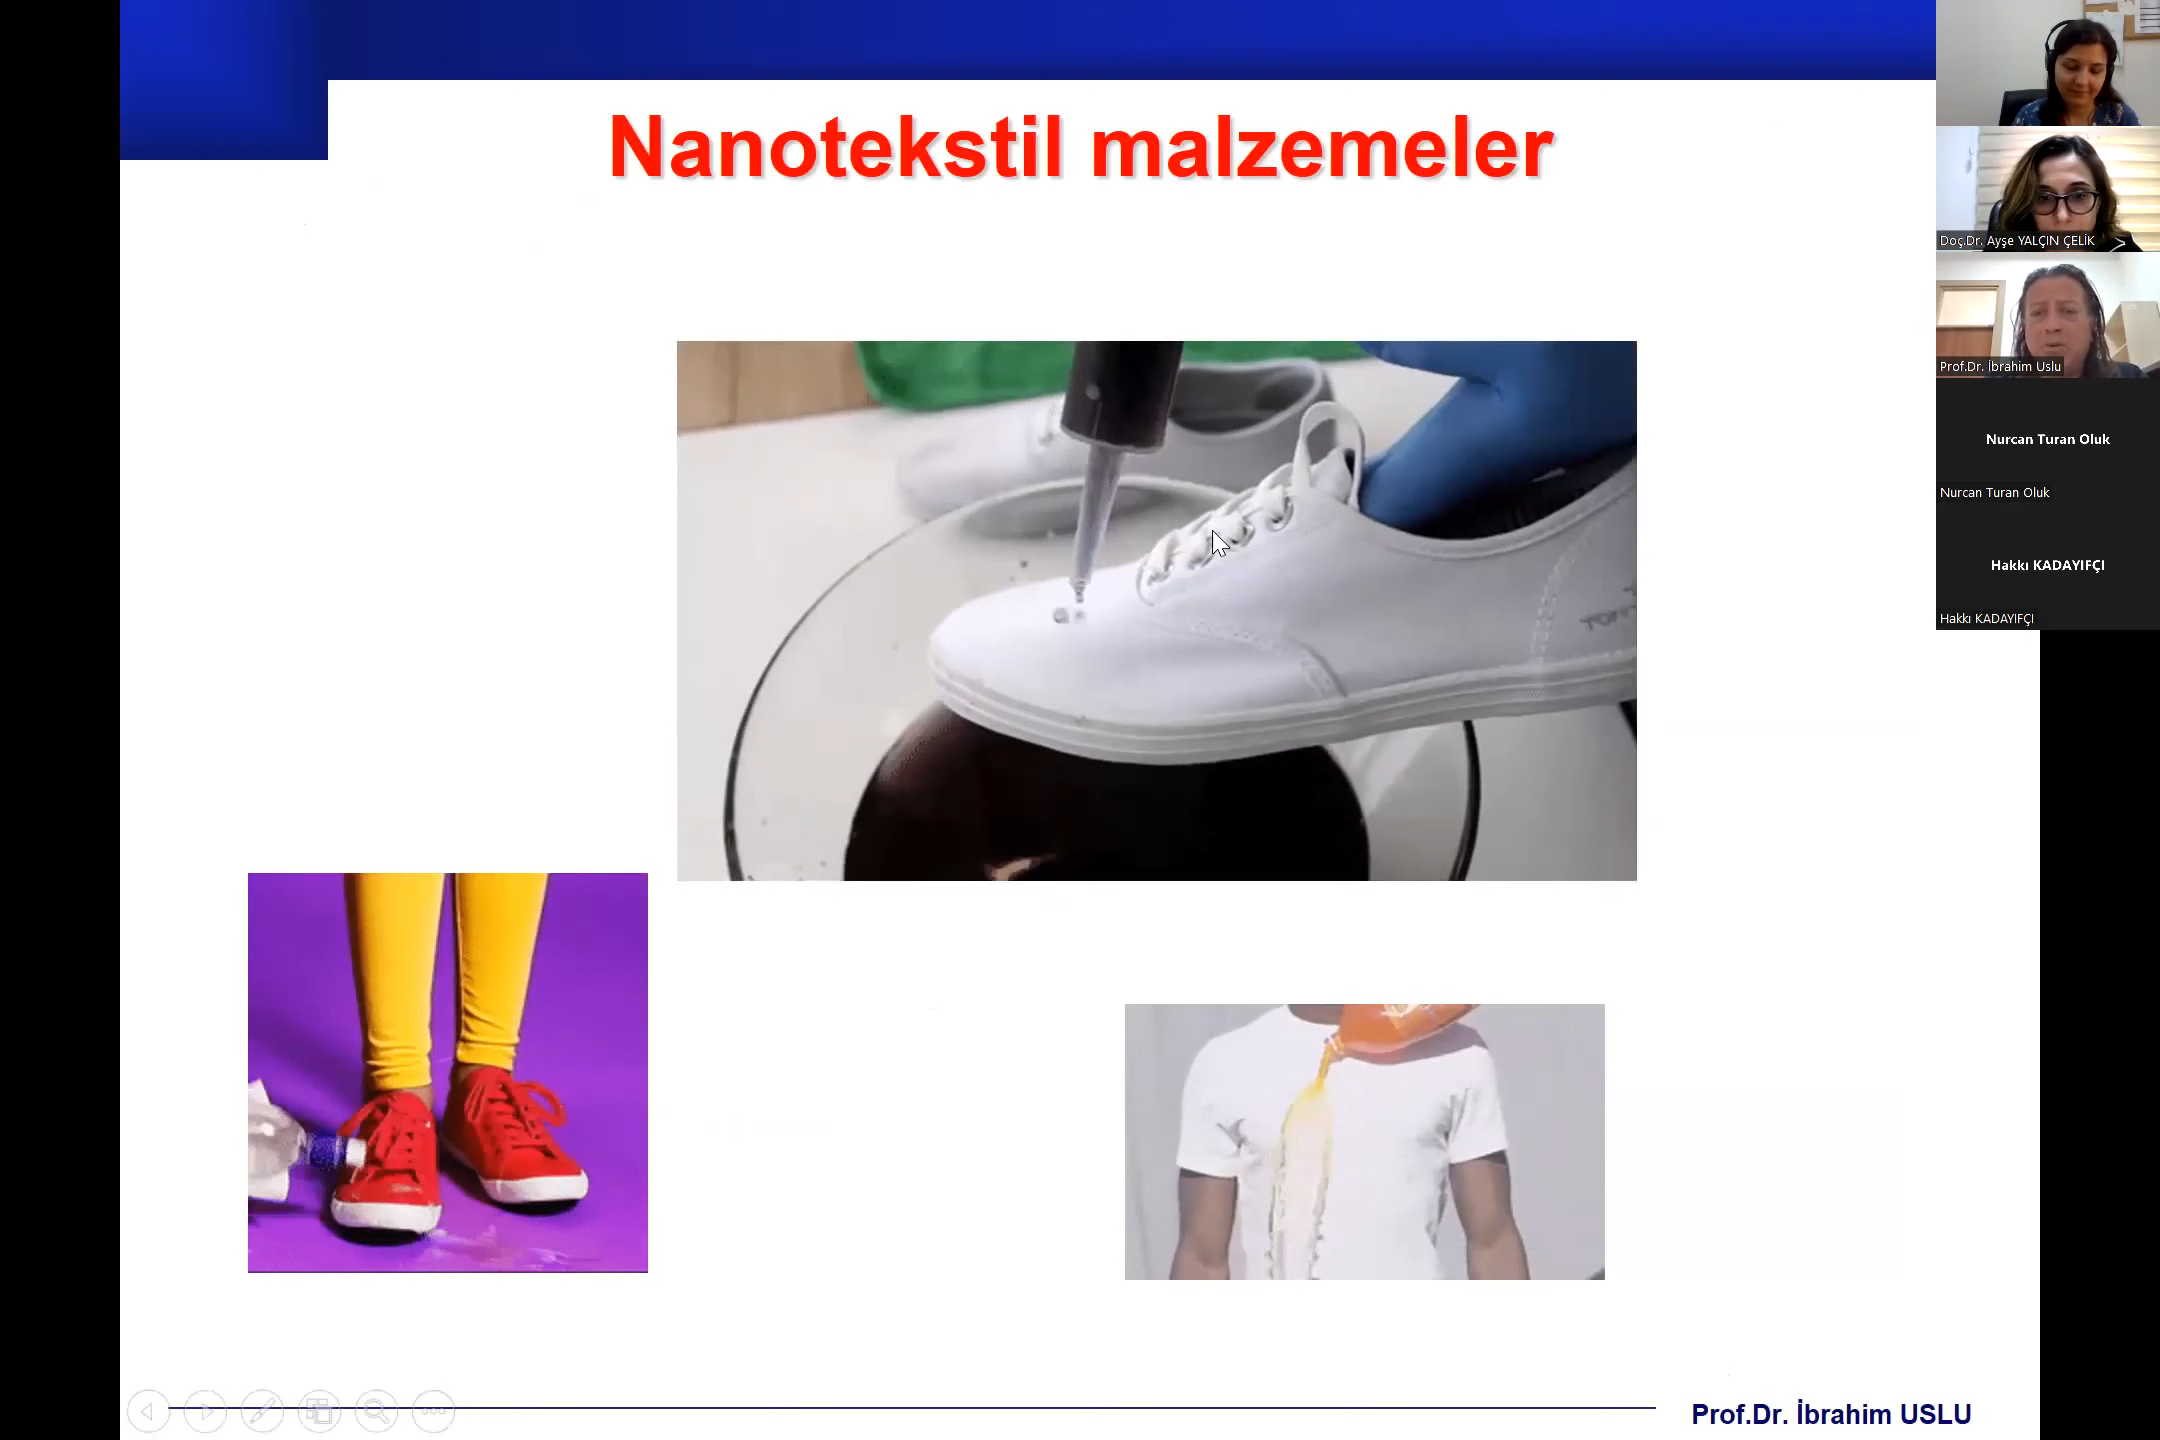 Nanotekstil malzemeler
Doç.Dr. Ayşe YALÇIN ÇELİK
Prof.Dr. İbrahim Uslu
Nurcan Turan Oluk
Nurcan Turan Oluk
Hakkı KADAYIFÇI
Hakkı KADAYIFÇI
Prof.Dr. İbrahim USLU